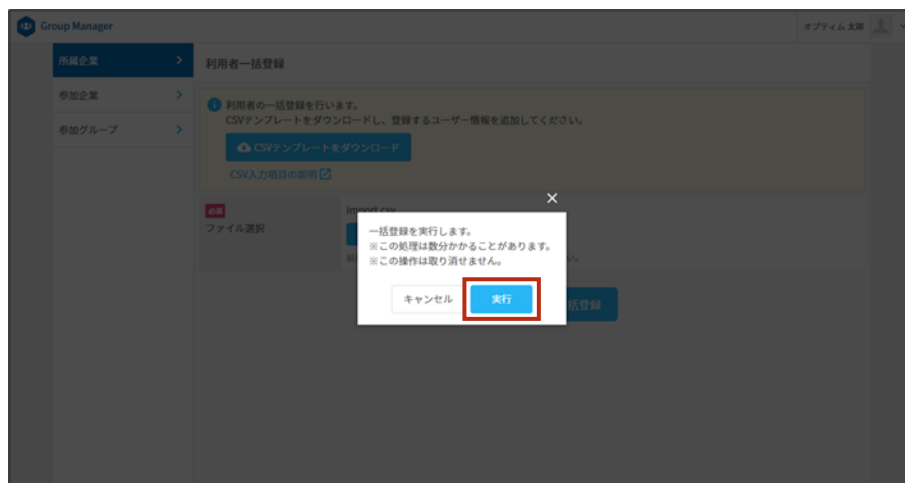 Group Manager
オプティム 太郎
所属企業
参加企業
参加グループ
利用者一括登録
利用者の一括登録を行います。
CSVテンプレートをダウンロードし、登録するユーザー情報を追加してください。
CSVテンプレートをダウンロード
CSV入力項目の説明
必須
ファイル選択
Import.csv
一括登録を実行します。
※この処理は数分かかることがあります。
※この操作は取り消せません。
キャンセル
実行
括登録